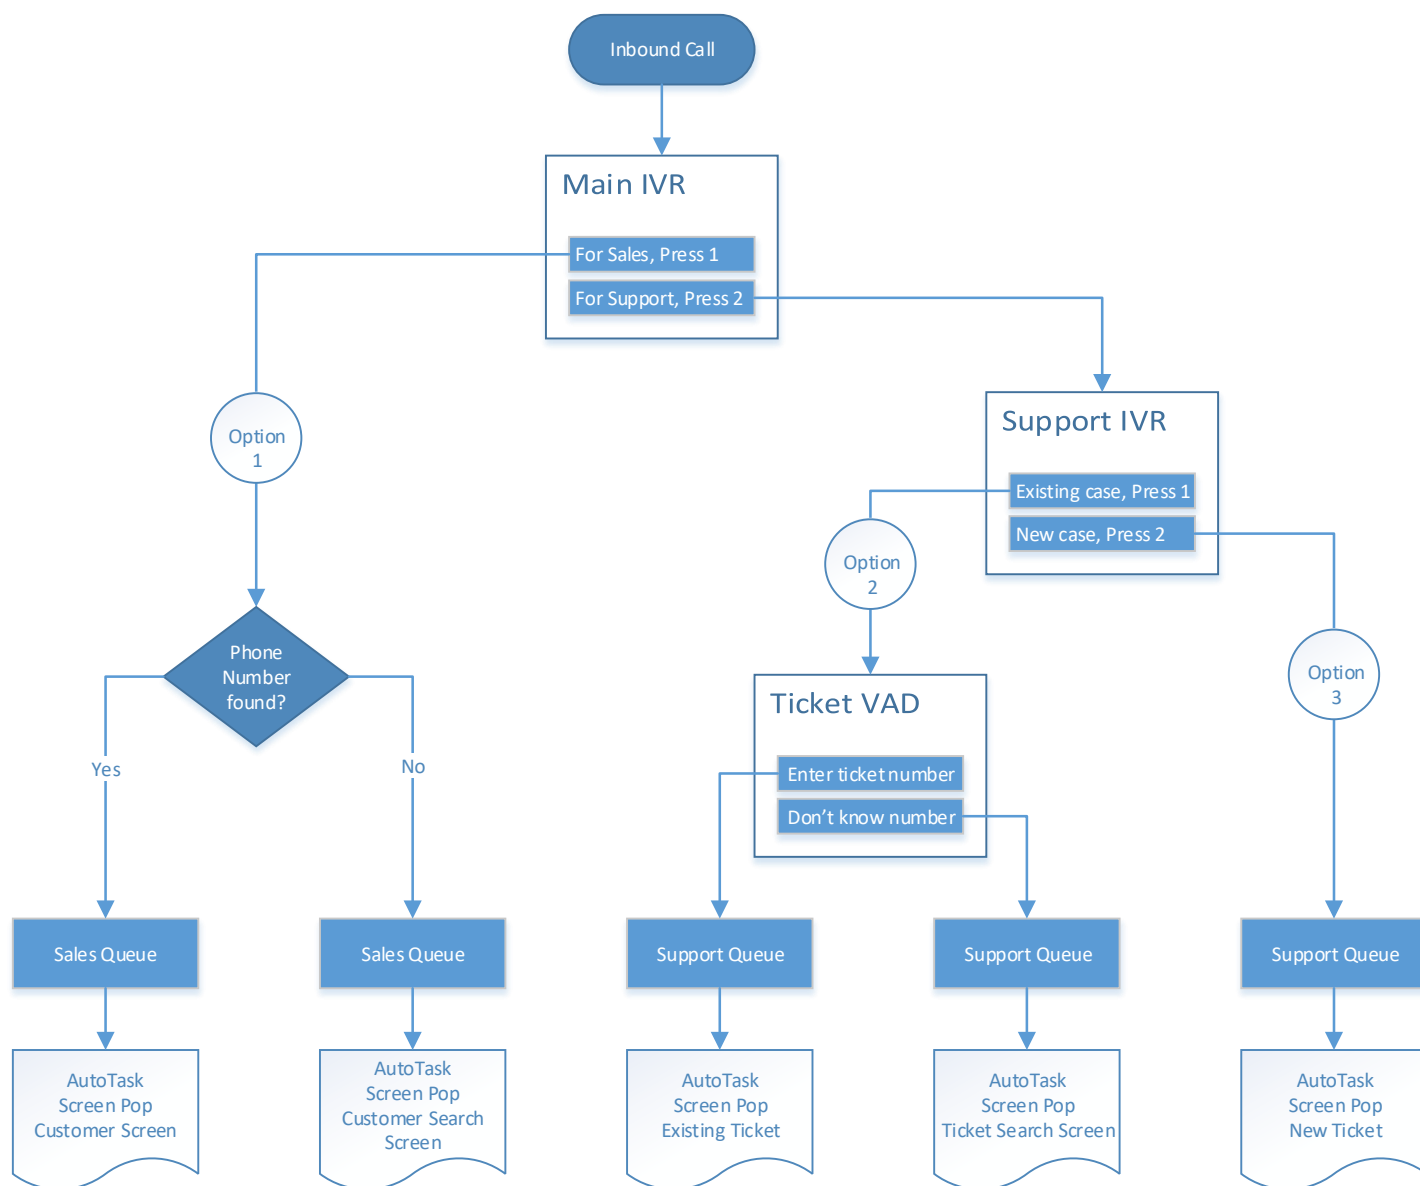 Inbound Call
Main IVR
For Sales, Press 1
For Support, Press 2
Option
1
Support IVR
Existing case, Press 1
New case, Press 2
Option
2
Option
3
Phone
Number
found?
Yes
No
Ticket VAD
Enter ticket number
Don’t know number
Sales Queue
Sales Queue
Support Queue
Support Queue
Support Queue
AutoTask
Screen Pop
Customer Screen
AutoTask
Screen Pop
Customer Search
Screen
AutoTask
Screen Pop
Existing Ticket
AutoTask
Screen Pop
Ticket Search Screen
AutoTask
Screen Pop
New Ticket